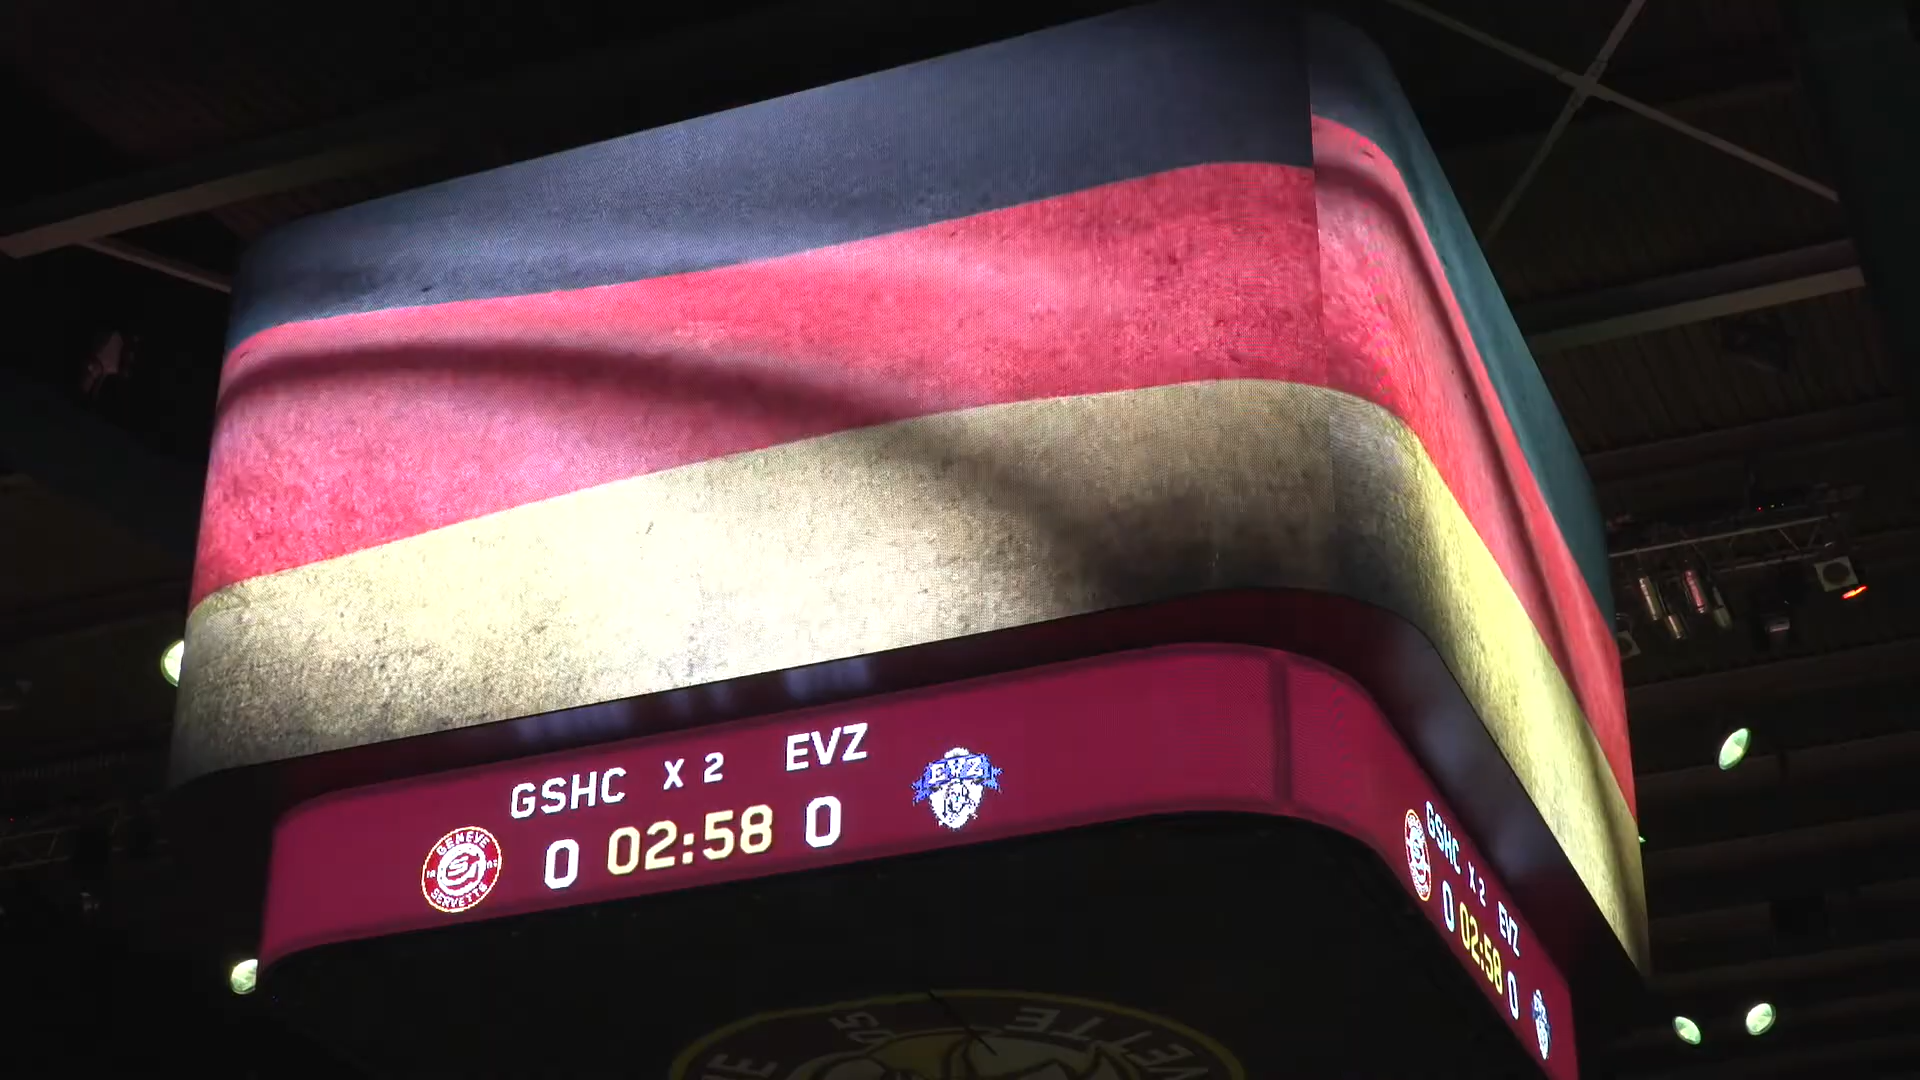 GSHC X 2 EVZ
0 02:58 0
GENEVE
SERVETTE
EVZ
GSHC X 2 EVZ
0 02:58 0